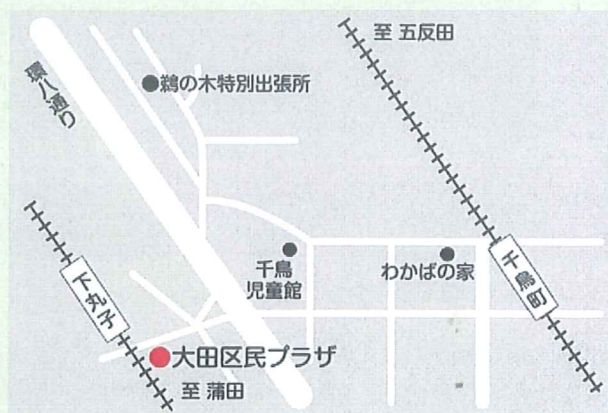 至 五反田
環八通り
●鵜の木特別出張所
千鳥
児童館
わかばの家
千鳥町
下丸子
●大田区民プラザ
至 蒲田